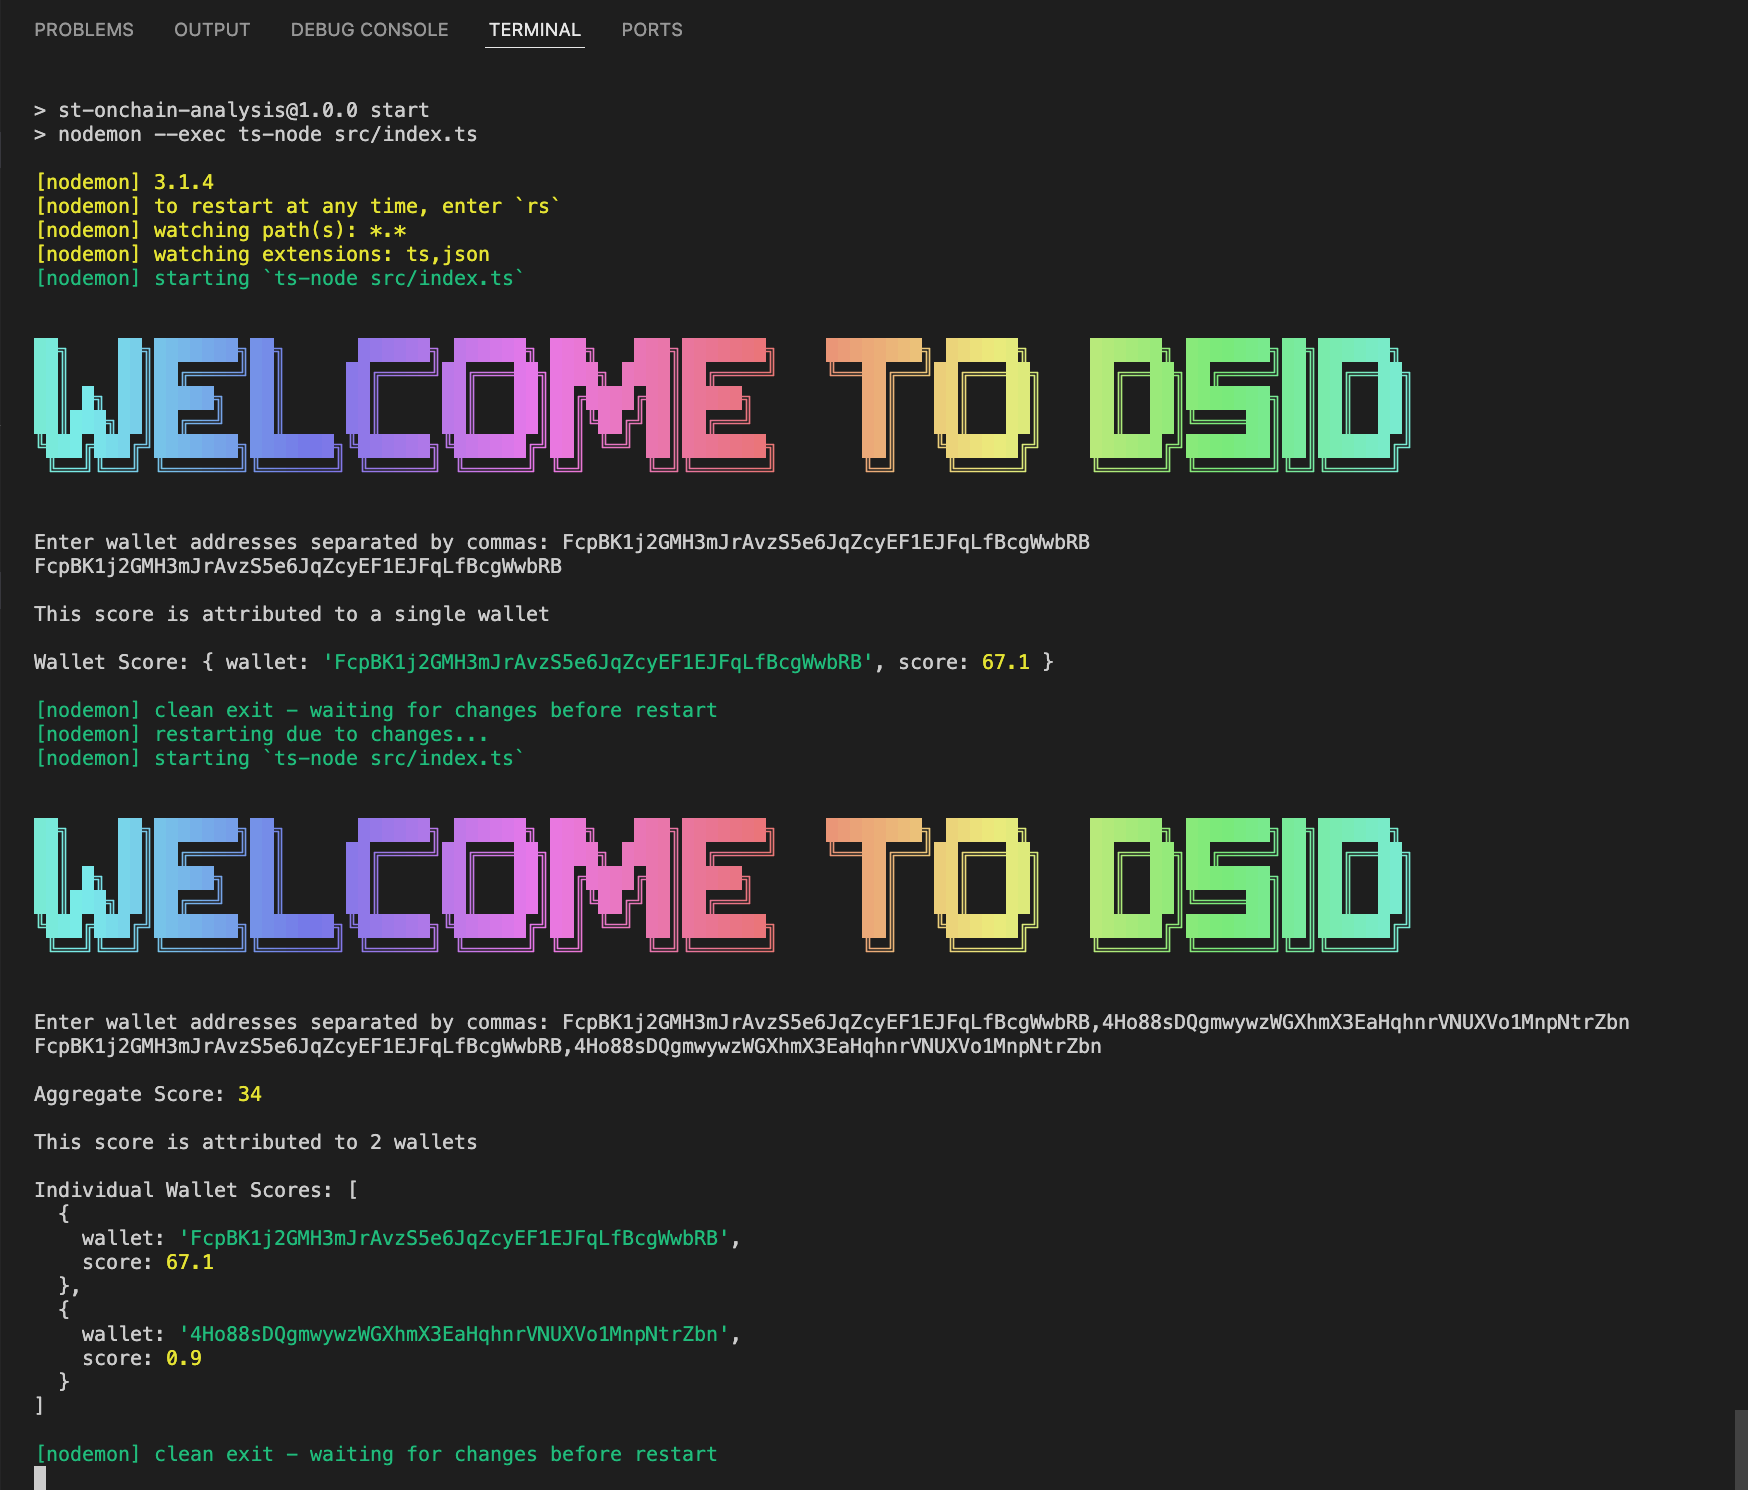 PROBLEMS OUTPUT DEBUG CONSOLE TERMINAL PORTS
> st-onchain-analysis@1.0.0 start
> nodemon --exec ts-node src/index.ts
[nodemon] 3.1.4
[nodemon] to restart at any time, enter `rs`
[nodemon] watching path(s): *.*
[nodemon] watching extensions: ts,json
[nodemon] starting `ts-node src/index.ts`
WELCOME TO DSID
Enter wallet addresses separated by commas: FcpBK1j2GMH3mJrAvzS5e6JqZcyEF1EJFqLfBcgWwbRB
FcpBK1j2GMH3mJrAvzS5e6JqZcyEF1EJFqLfBcgWwbRB
This score is attributed to a single wallet
Wallet Score: { wallet: 'FcpBK1j2GMH3mJrAvzS5e6JqZcyEF1EJFqLfBcgWwbRB', score: 67.1 }
[nodemon] clean exit - waiting for changes before restart
[nodemon] restarting due to changes...
[nodemon] starting `ts-node src/index.ts`
WELCOME TO DSID
Enter wallet addresses separated by commas: FcpBK1j2GMH3mJrAvzS5e6JqZcyEF1EJFqLfBcgWwbRB,4Ho88sDQgmwywzWGXhmX3EaHqhnrVNUXVo1MnpNtrZbn
FcpBK1j2GMH3mJrAvzS5e6JqZcyEF1EJFqLfBcgWwbRB,4Ho88sDQgmwywzWGXhmX3EaHqhnrVNUXVo1MnpNtrZbn
Aggregate Score: 34
This score is attributed to 2 wallets
Individual Wallet Scores: [
{
wallet: 'FcpBK1j2GMH3mJrAvzS5e6JqZcyEF1EJFqLfBcgWwbRB',
score: 67.1
},
{
wallet: '4Ho88sDQgmwywzWGXhmX3EaHqhnrVNUXVo1MnpNtrZbn',
score: 0.9
}
]
[nodemon] clean exit - waiting for changes before restart